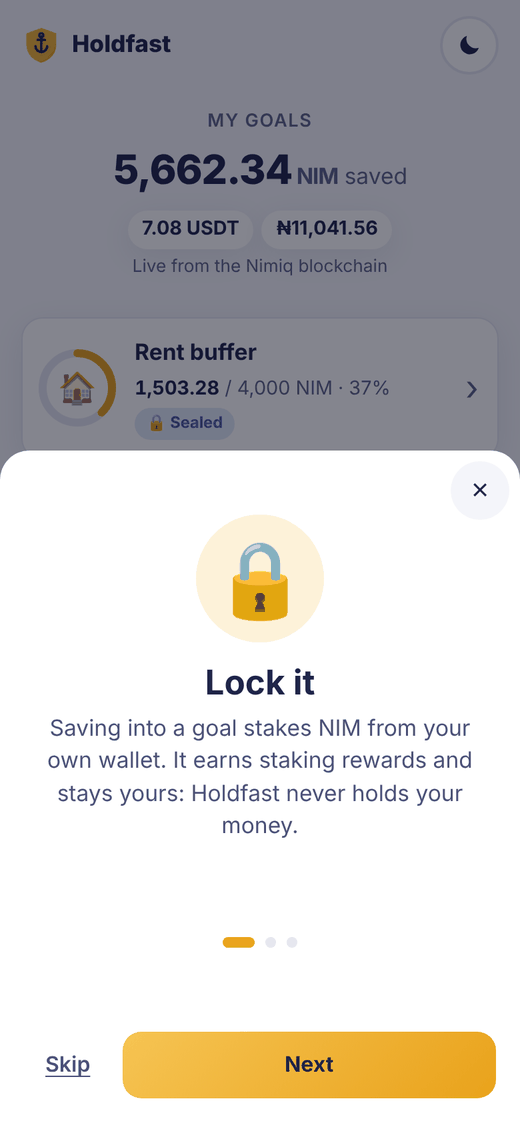 Holdfast
MY GOALS
5,662.34 NIM saved
7.08 USDT ₦11,041.56
Live from the Nimiq blockchain
Rent buffer
1,503.28 / 4,000 NIM · 37%
Sealed
Lock it
Saving into a goal stakes NIM from your
own wallet. It earns staking rewards and
stays yours: Holdfast never holds your
money.
Skip Next